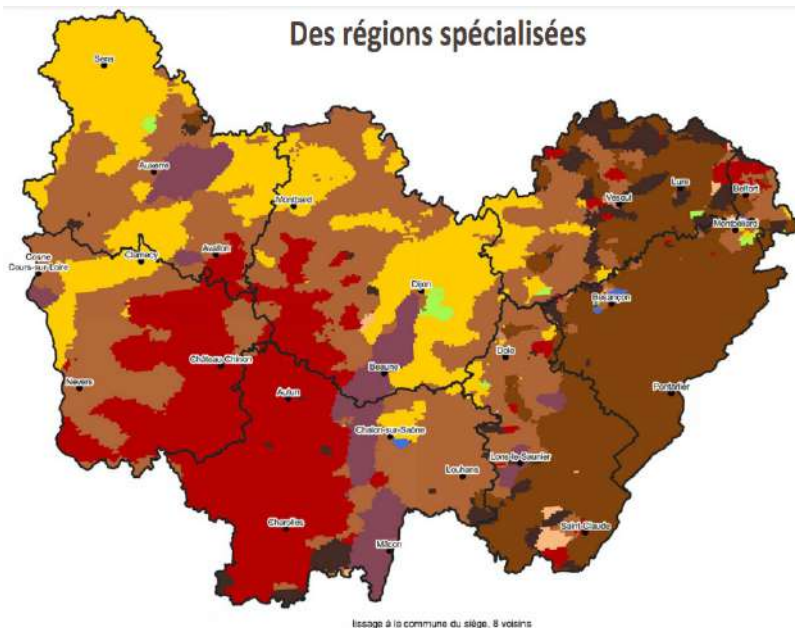 Des régions spécialisées
Sens
Auxerre
Montbard
Vesoul
Lure
Belfort
Montbéliard
Cosne
Cours-sur-Loire
Clamecy
Avallon
Dijon
Besançon
Dole
Château Chinon
Nevers
Beaune
Pontarlier
Autun
Chalon-sur-Saône
Louhans
Lons-le-Saunier
Charolles
Mâcon
Saint-Claude
lissage à la commune du siège, 8 voisins